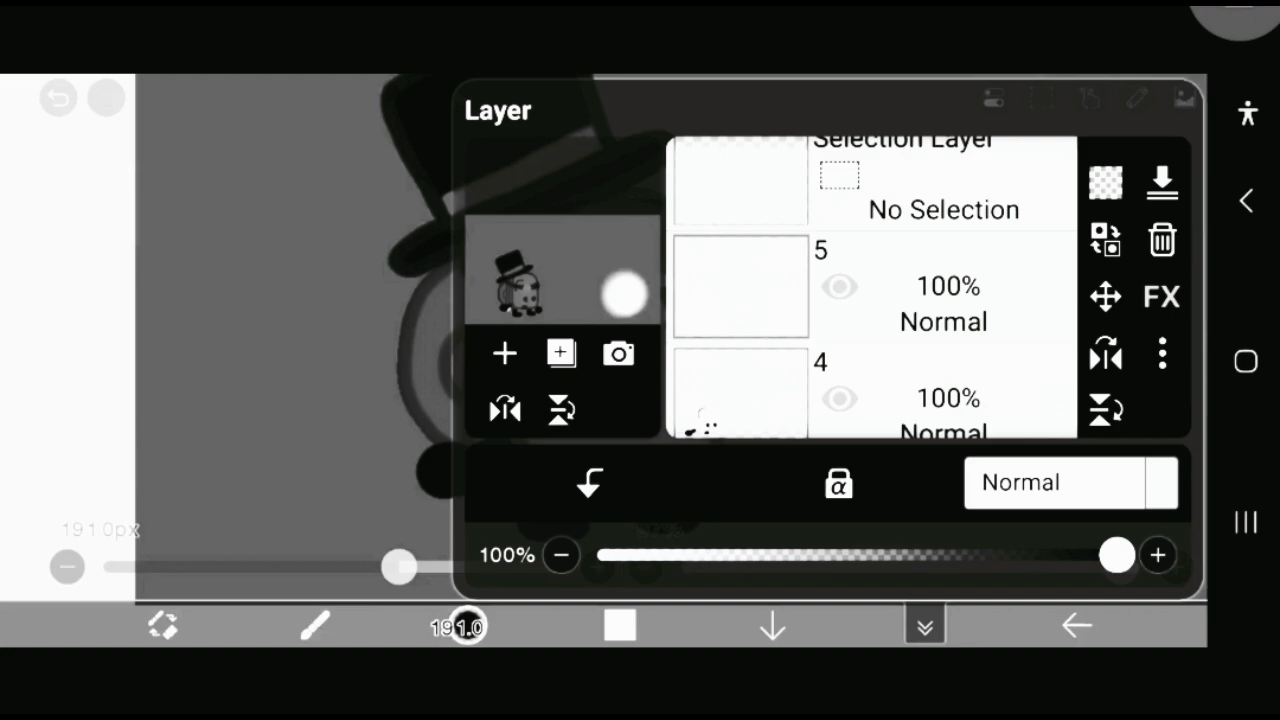 Layer
Selection Layer
No Selection
5
100%
Normal
4
100%
Normal
α
Normal
FX
191.0px
100%
191.0